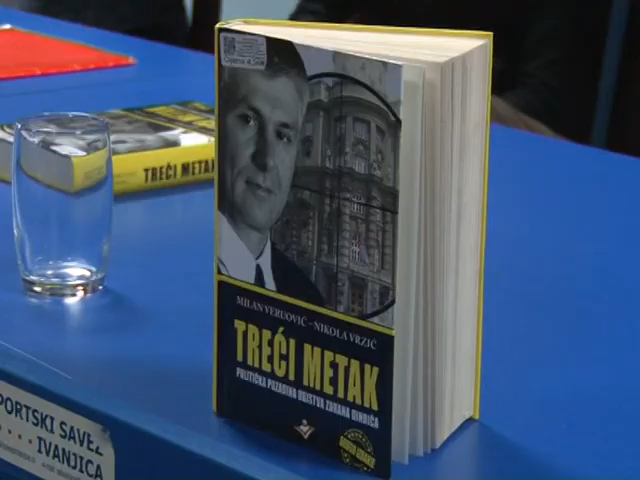 TREĆI METAK
MILAN VERUOVIĆ - NIKOLA VRZIĆ
TREĆI METAK
POLITIČKA POZADINA UBISTVA ZORANA ĐINĐIĆA
PORTSKI SAVEZ
IVANJICA